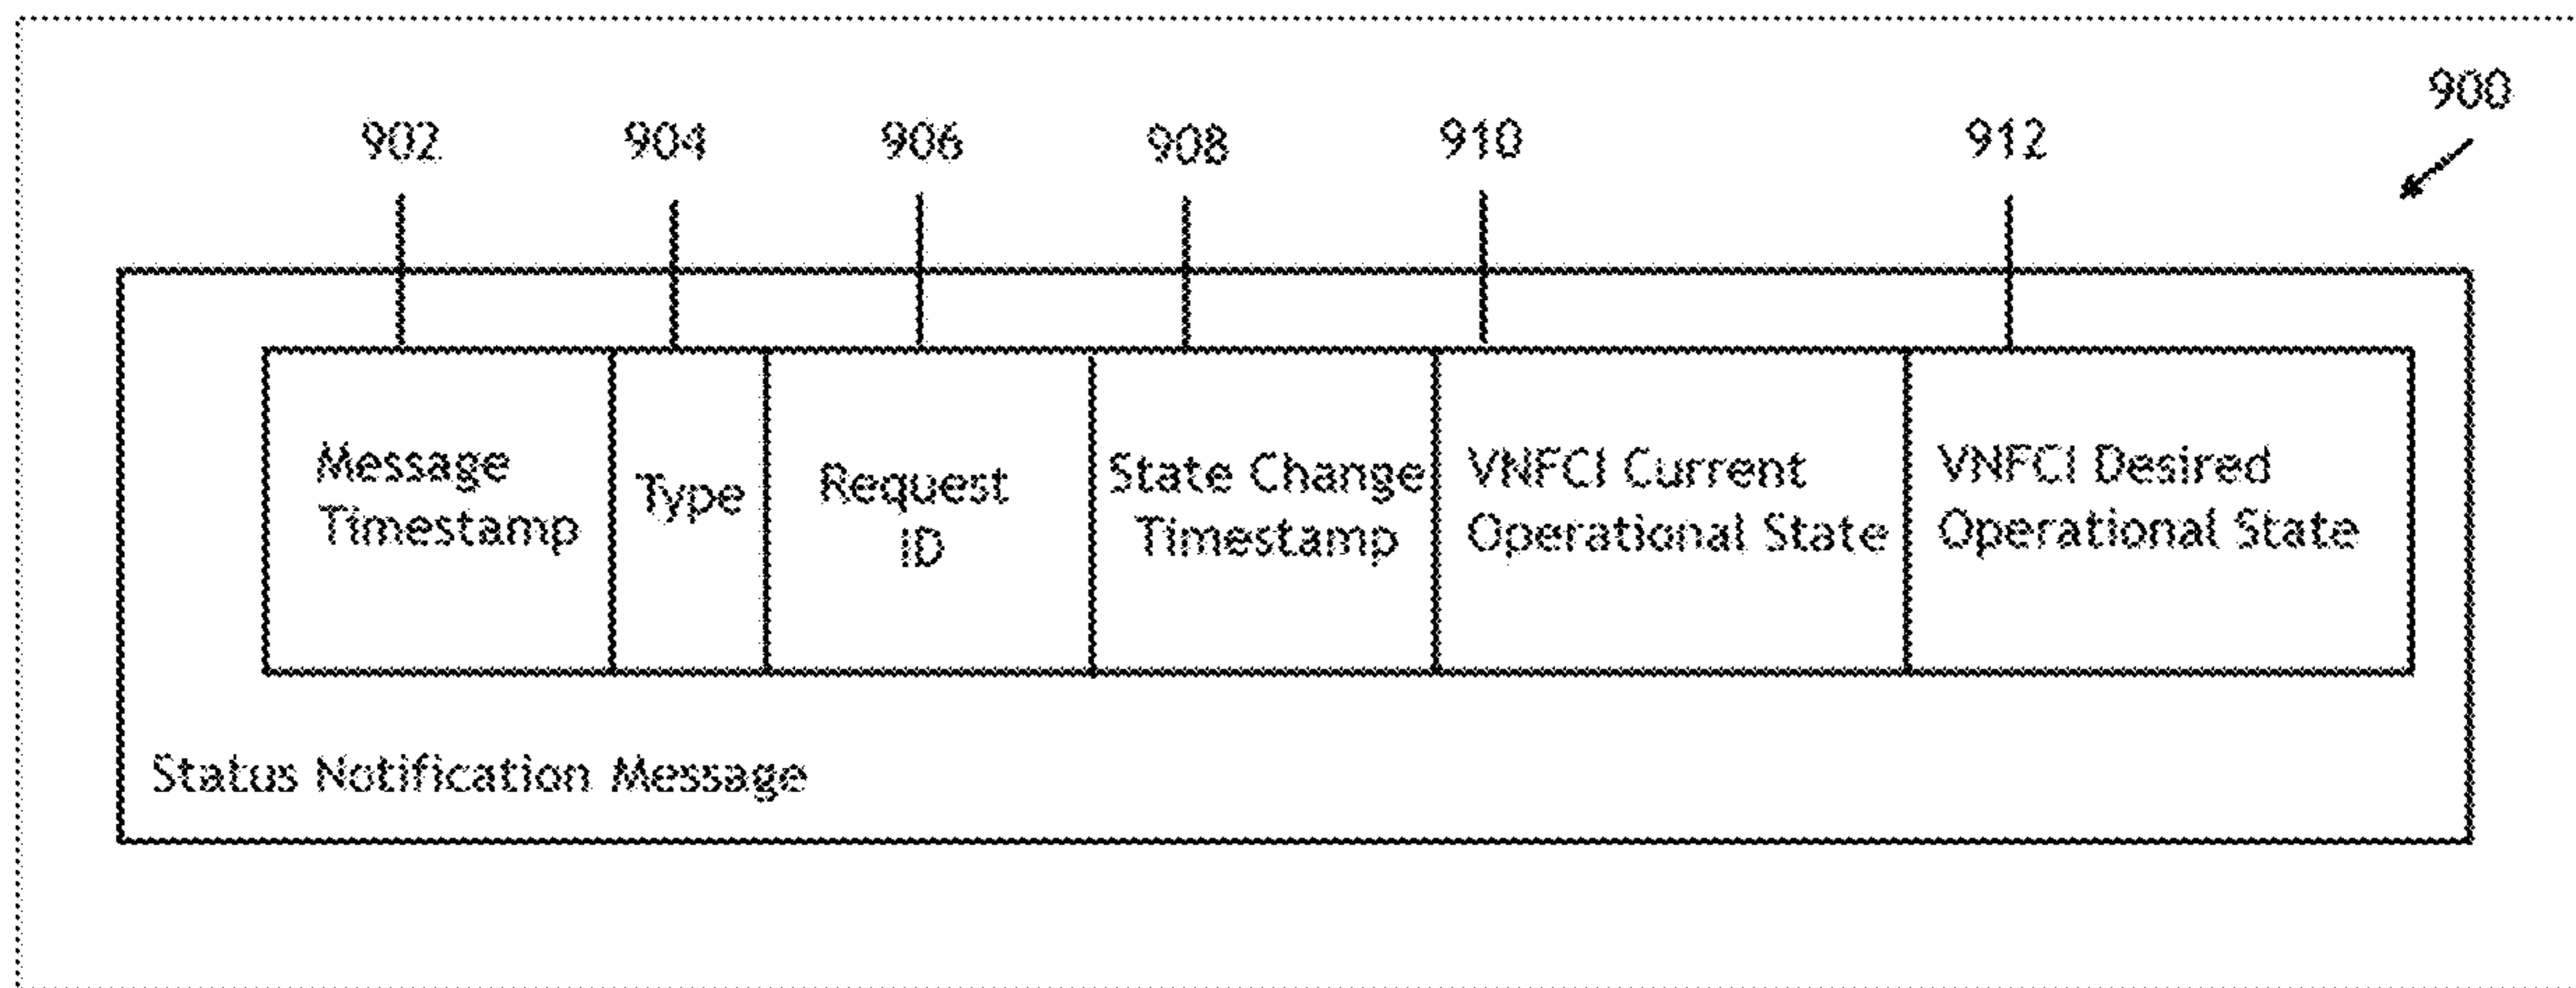 900
902
904
906
908
910
912
Message
Timestamp
Type
Request
ID
State Change
Timestamp
VNFCI Current
Operational State
VNFCI Desired
Operational State
Status Notification Message